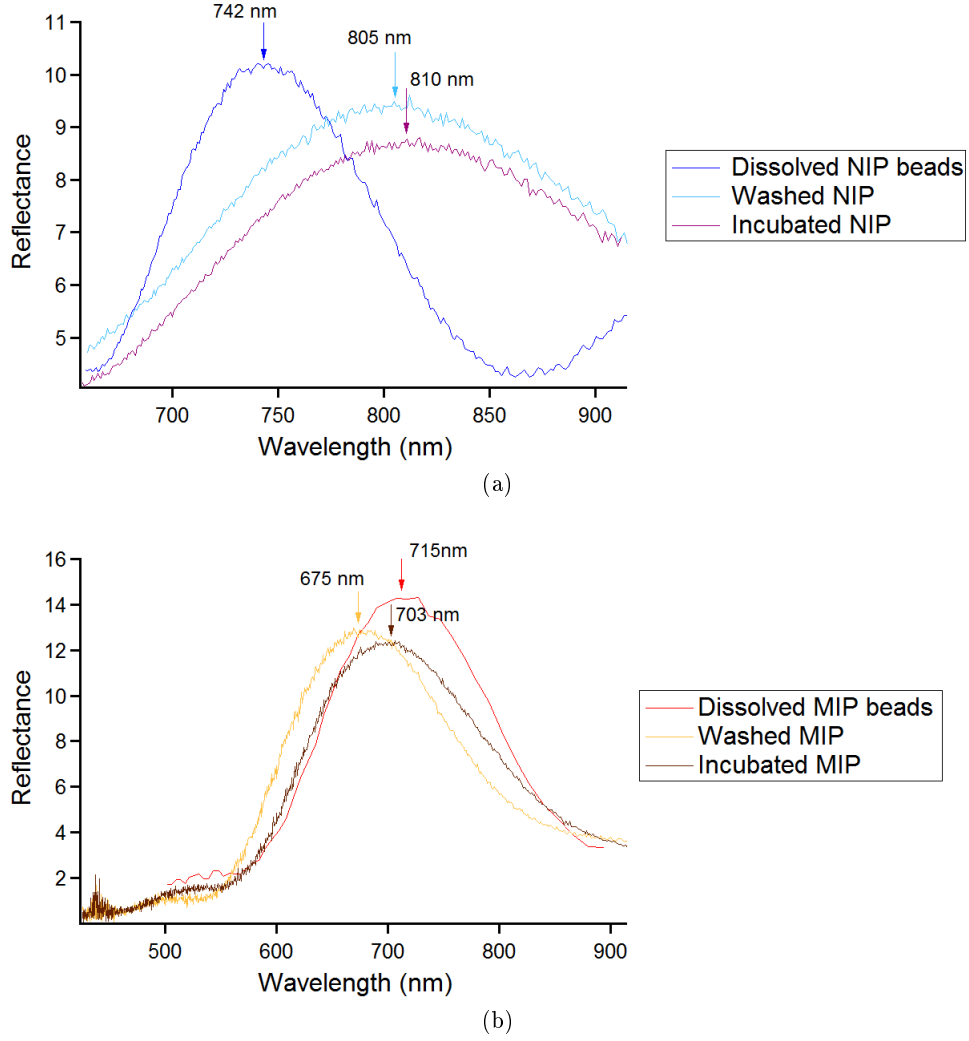 742 nm
805 nm
810 nm
11
10
9
8
7
6
5
Reflectance
700
750
800
850
900
Wavelength (nm)
Dissolved NIP beads
Washed NIP
Incubated NIP
(a)
715nm
675 nm
703 nm
16
14
12
10
8
6
4
2
Reflectance
500
600
700
800
900
Wavelength (nm)
Dissolved MIP beads
Washed MIP
Incubated MIP
(b)